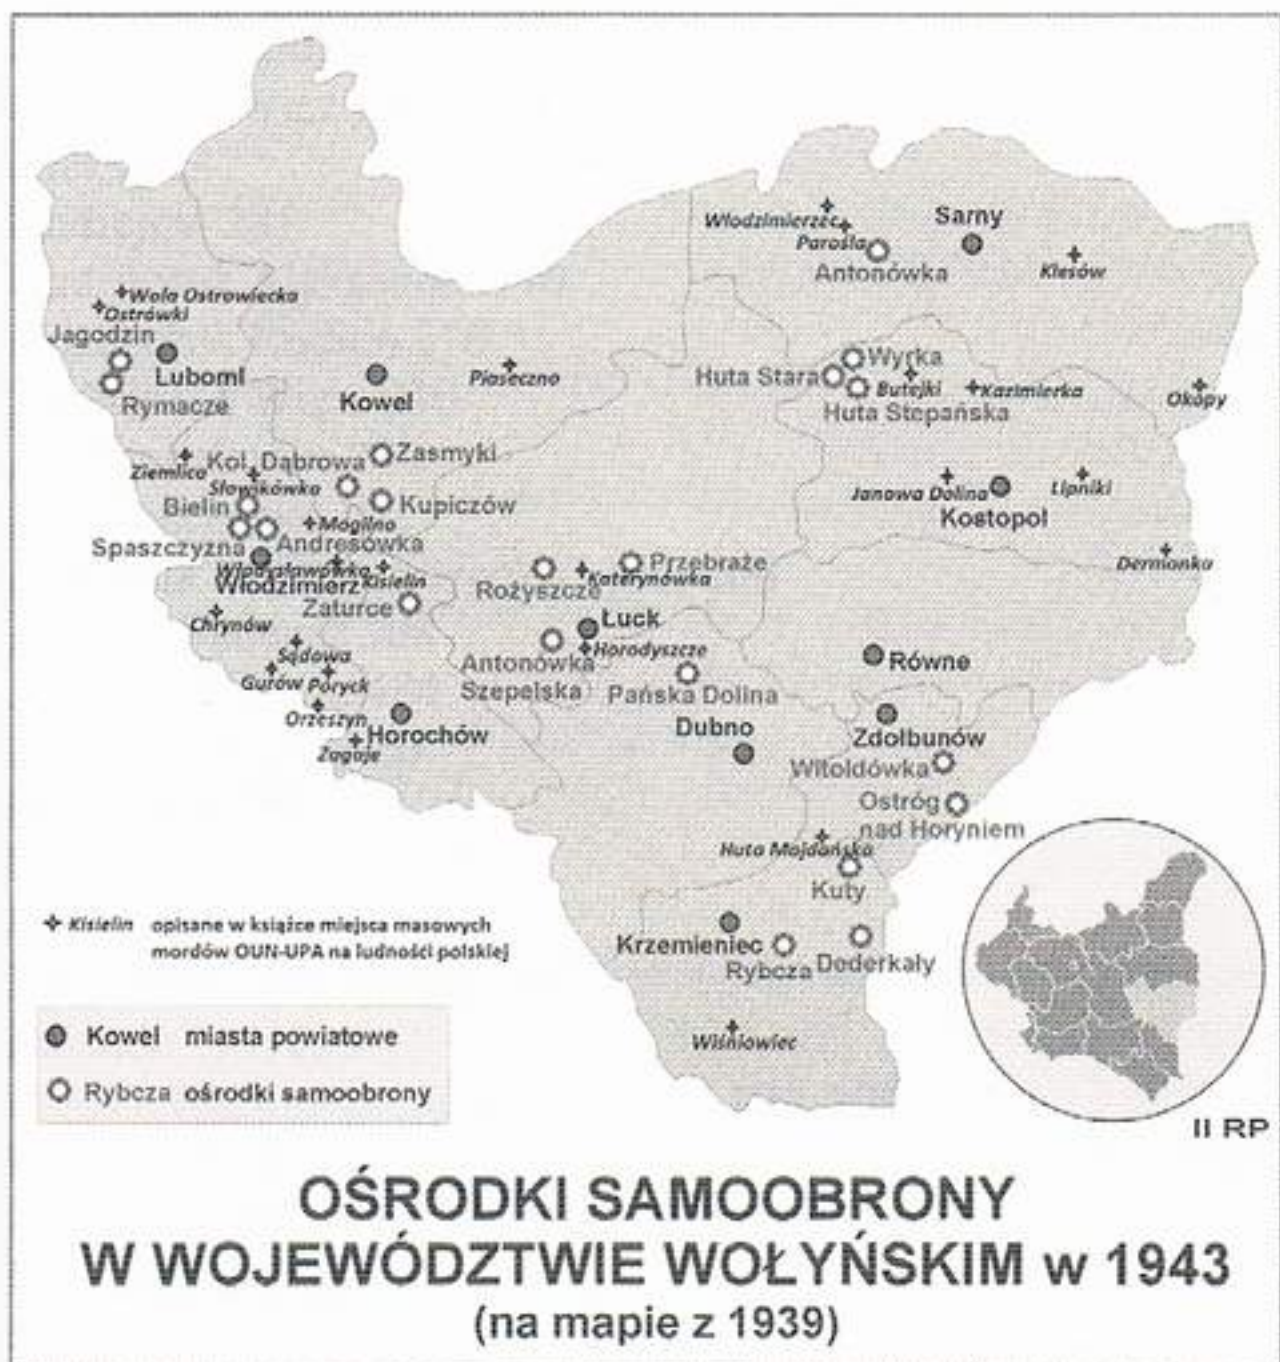 Włodzimierzec
Sarny
Parośla
Antonówka
Klesów
Wola Ostrowiecka
Ostrówki
Jagodzin
Luboml
Rymacze
Kowel
Piaseczno
Wyrka
Huta Stara
Butejki
Kazimierka
Huta Stepańska
Okopy
Zasmyki
Ziemlica
Kol. Dąbrowa
Słowikówka
Bielin
Kupiczów
Mogilno
Andresówka
Spaszczyzna
Janowa Dolina
Lipniki
Kostopol
Dermanka
Władysławówka
Kisielin
Włodzimierz
Zaturce
Przebraże
Rożyszcze
Katerynówka
Łuck
Chrynów
Sądowa
Gurów
Poryck
Horodyszcze
Antonówka
Szepelska
Pańska Dolina
Równe
Orzeszyn
Horochów
Zagaje
Dubno
Zdołbunów
Witoldówka
Ostróg
nad Horyniem
Huta Majdańska
Kuty
Krzemieniec
Rybcza
Dederkały
Wiśniowiec
Kisielin opisane w książce miejsca masowych
mordów OUN-UPA na ludności polskiej
Kowel miasta powiatowe
Rybcza ośrodki samoobrony
II RP
OŚRODKI SAMOOBRONY
W WOJEWÓDZTWIE WOŁYŃSKIM w 1943
(na mapie z 1939)